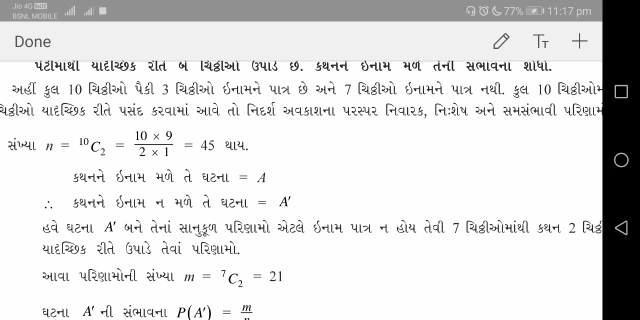 Jio 4G VoLTE
BSNL MOBILE
77%
11:17 pm
Done
TT
પેટીમાંથી યાદૃચ્છિક રીતે બે ચિઠ્ઠીઓ ઉપાડે છે. કથનને ઇનામ મળે તેની સંભાવના શોધો.
અહીં કુલ 10 ચિઠ્ઠીઓ પૈકી 3 ચિઠ્ઠીઓ ઇનામને પાત્ર છે અને 7 ચિઠ્ઠીઓ ઇનામને પાત્ર નથી. કુલ 10 ચિઠ્ઠીઓમ
ચિઠ્ઠીઓ યાદૃચ્છિક રીતે પસંદ કરવામાં આવે તો નિદર્શ અવકાશના પરસ્પર નિવારક, નિઃશેષ અને સમસંભાવી પરિણામ
સંખ્યા n = ¹⁰C₂ = (10 × 9)/(2 × 1) = 45 થાય.
કથનને ઇનામ મળે તે ઘટના = A
∴ કથનને ઇનામ ન મળે તે ઘટના = A′
હવે ઘટના A′ બને તેનાં સાનુકૂળ પરિણામો એટલે ઇનામ પાત્ર ન હોય તેવી 7 ચિઠ્ઠીઓમાંથી કથન 2 ચિઠ્ઠી
યાદૃચ્છિક રીતે ઉપાડે તેવાં પરિણામો.
આવા પરિણામોની સંખ્યા m = ⁷C₂ = 21
ઘટના A′ ની સંભાવના P(A′) = m/n